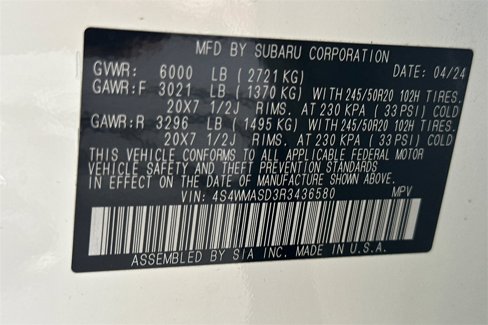 MFD BY SUBARU CORPORATION
GVWR: 6000 LB ( 2721 KG) DATE: 04/24
GAWR:F 3021 LB ( 1370 KG) WITH 245/50R20 102H TIRES.
20X7 1/2J RIMS. AT 230 KPA ( 33 PSI) COLD
GAWR:R 3296 LB ( 1495 KG) WITH 245/50R20 102H TIRES.
20X7 1/2J RIMS. AT 230 KPA ( 33 PSI) COLD
THIS VEHICLE CONFORMS TO ALL APPLICABLE FEDERAL MOTOR
VEHICLE SAFETY AND THEFT PREVENTION STANDARDS
IN EFFECT ON THE DATE OF MANUFACTURE SHOWN ABOVE.
VIN: 4S4WMASD3R3436580 MPV
ASSEMBLED BY SIA INC. MADE IN U.S.A.